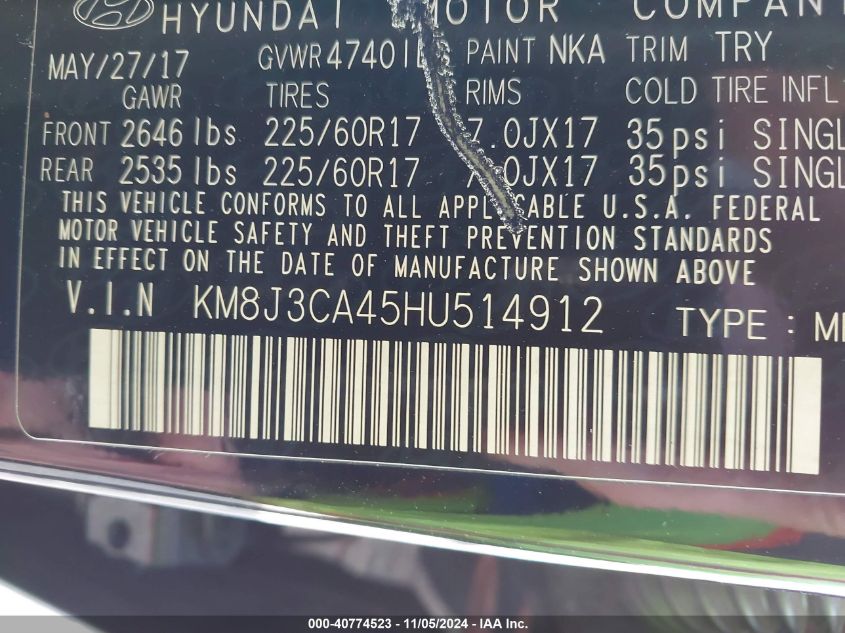 HYUNDAI MOTOR COMPAN
MAY/27/17 GVWR 4740 lb PAINT NKA TRIM TRY
GAWR TIRES RIMS COLD TIRE INFL
FRONT 2646 lbs 225/60R17 7.0JX17 35psi SINGL
REAR 2535 lbs 225/60R17 7.0JX17 35psi SINGL
THIS VEHICLE CONFORMS TO ALL APPLICABLE U.S.A. FEDERAL
MOTOR VEHICLE SAFETY AND THEFT PREVENTION STANDARDS
IN EFFECT ON THE DATE OF MANUFACTURE SHOWN ABOVE
V.I.N KM8J3CA45HU514912 TYPE : M
000-40774523 - 11/05/2024 - IAA Inc.